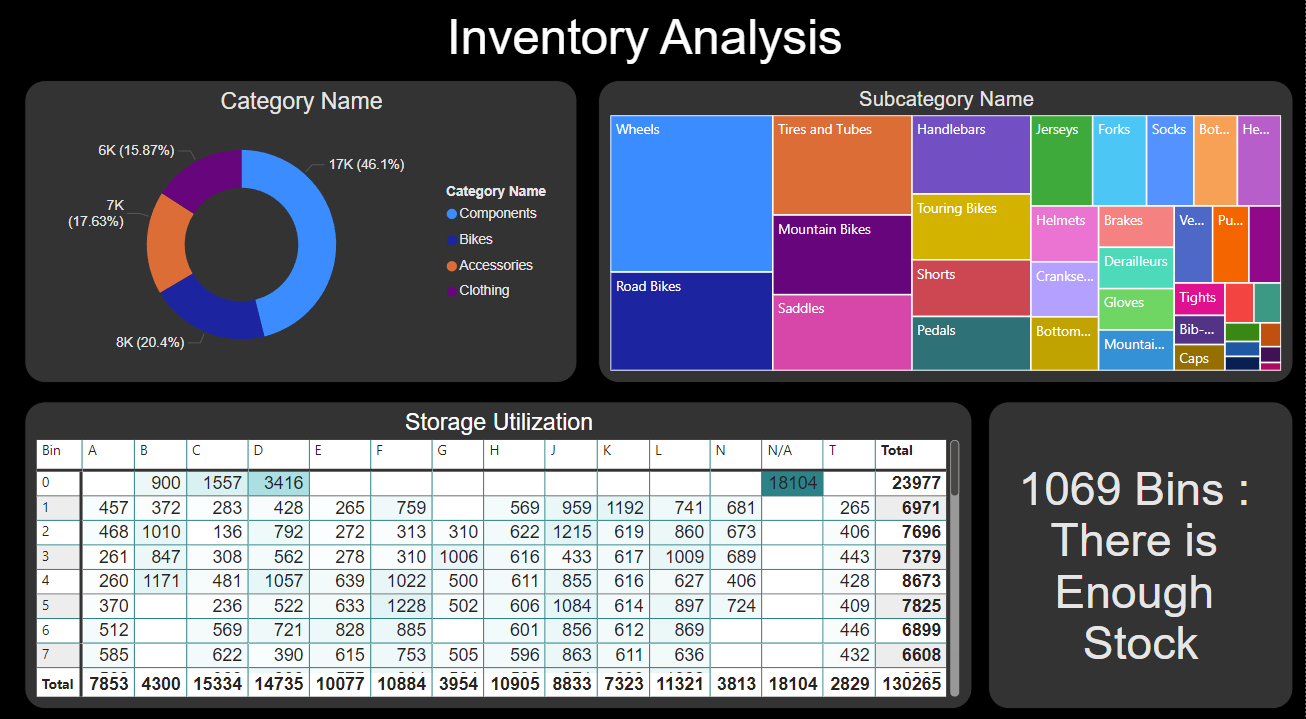 Inventory Analysis
Category Name
6K (15.87%)
17K (46.1%)
7K
(17.63%)
8K (20.4%)
Category Name
Components
Bikes
Accessories
Clothing
Subcategory Name
Wheels
Road Bikes
Tires and Tubes
Mountain Bikes
Saddles
Handlebars
Touring Bikes
Shorts
Pedals
Jerseys
Forks
Socks
Bot...
He...
Helmets
Crankse...
Bottom...
Brakes
Derailleurs
Gloves
Mountai...
Ve...
Pu...
Tights
Bib-...
Caps
Storage Utilization
Bin A B C D E F G H J K L N N/A T Total
0 900 1557 3416 18104 23977
1 457 372 283 428 265 759 569 959 1192 741 681 265 6971
2 468 1010 136 792 272 313 310 622 1215 619 860 673 406 7696
3 261 847 308 562 278 310 1006 616 433 617 1009 689 443 7379
4 260 1171 481 1057 639 1022 500 611 855 616 627 406 428 8673
5 370 236 522 633 1228 502 606 1084 614 897 724 409 7825
6 512 569 721 828 885 601 856 612 869 446 6899
7 585 622 390 615 753 505 596 863 611 636 432 6608
Total 7853 4300 15334 14735 10077 10884 3954 10905 8833 7323 11321 3813 18104 2829 130265
1069 Bins :
There is
Enough
Stock